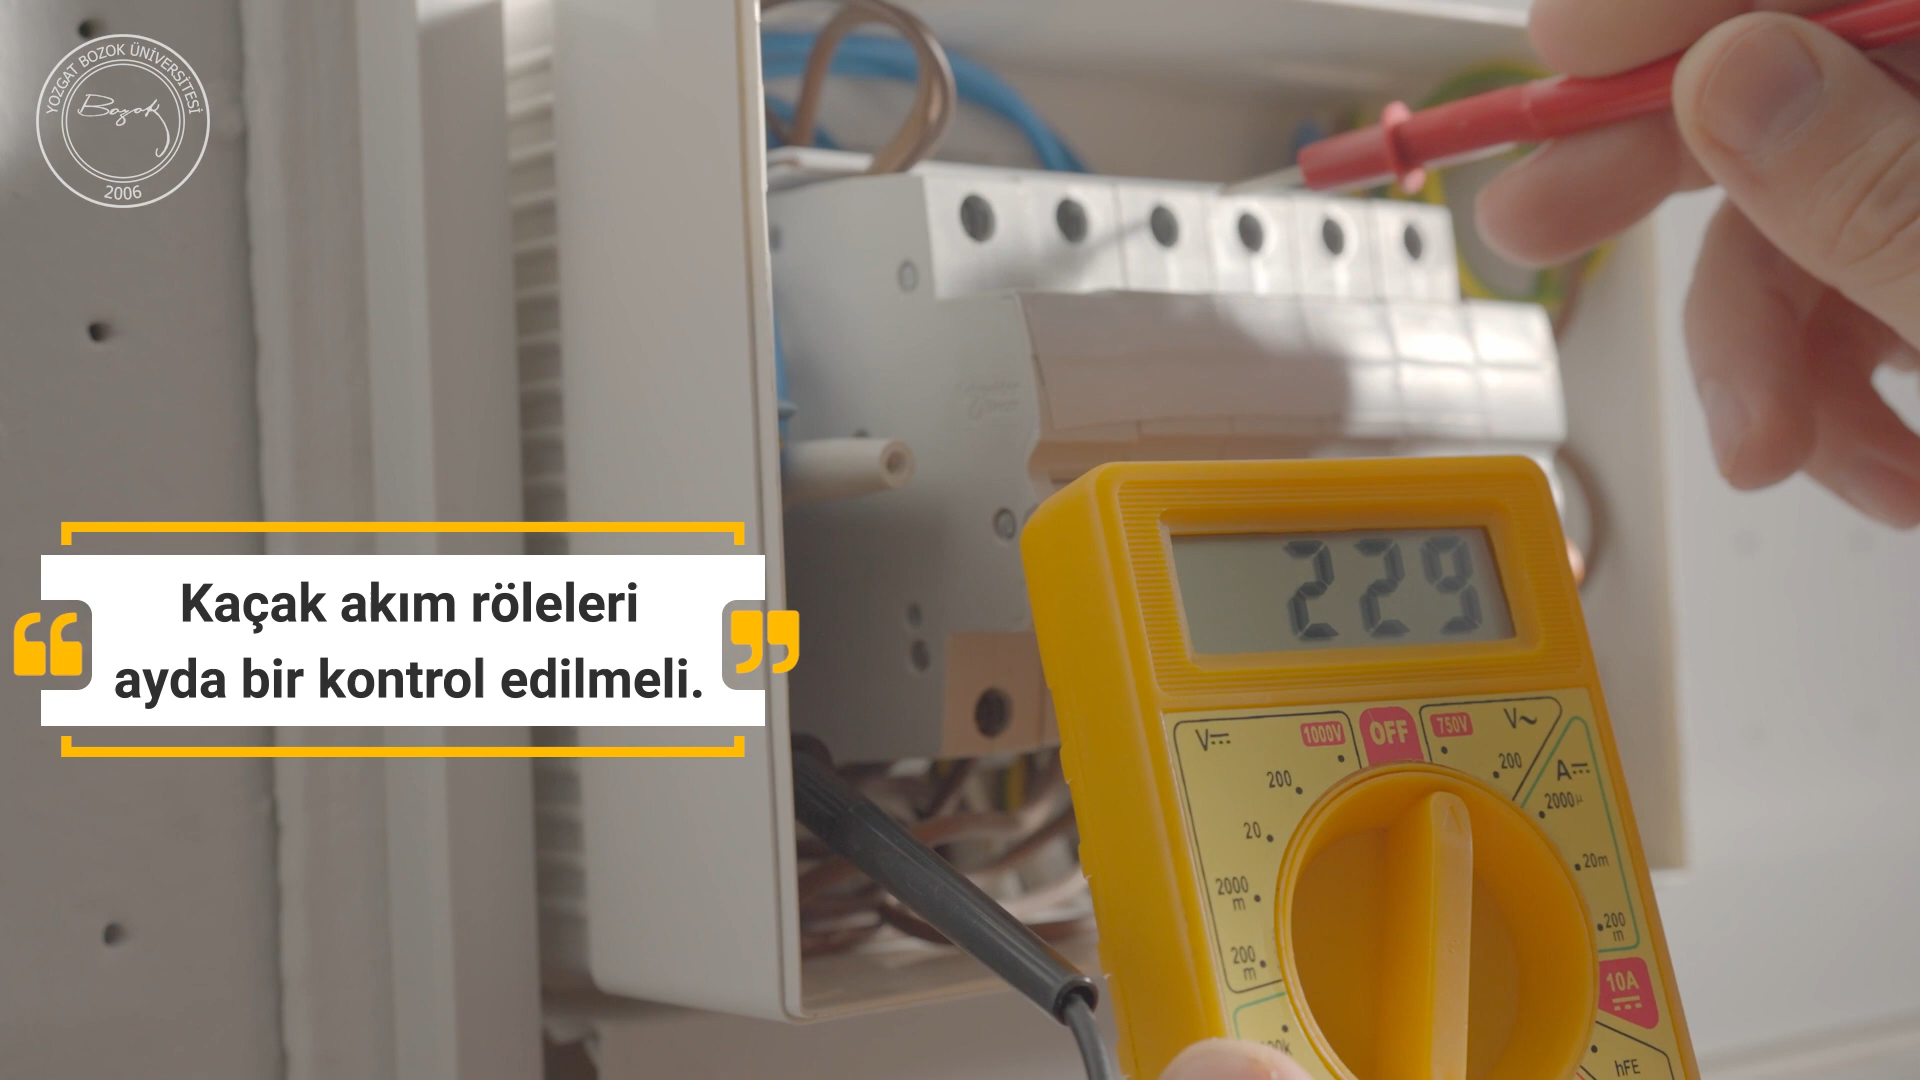 YOZGAT BOZOK ÜNİVERSİTESİ
Bozok
2006
Kaçak akım röleleri
ayda bir kontrol edilmeli.
229
1000V
OFF
750V
V
V
200
200
A
2000µ
20
20m
2000
m
200
m
200
m
10A
hFE